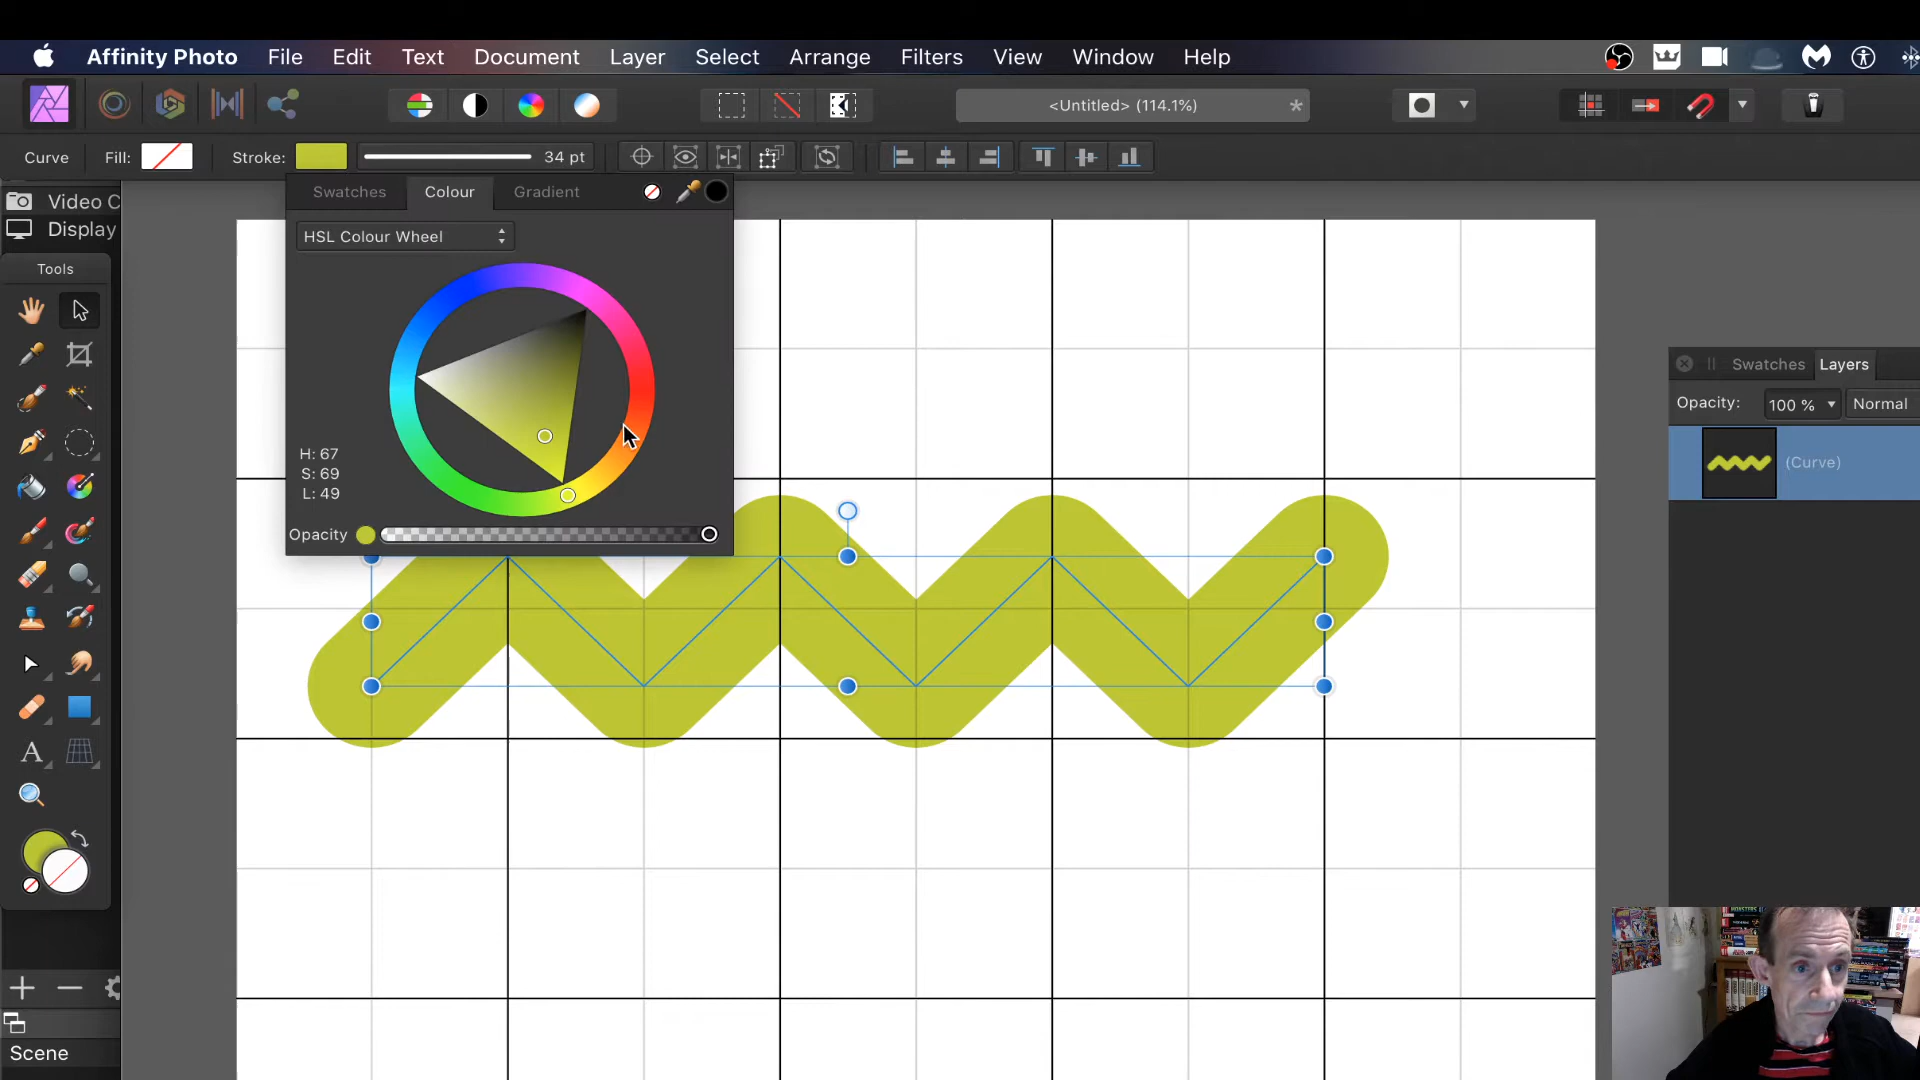 Affinity Photo File Edit Text Document Layer Select Arrange Filters View Window Help
<Untitled> (114.1%) *
Curve Fill: Stroke: 34 pt
Swatches Colour Gradient
Video C
Display
HSL Colour Wheel
Tools
H: 67
S: 69
L: 49
Opacity
Swatches Layers
Opacity: 100 % Normal
(Curve)
Scene